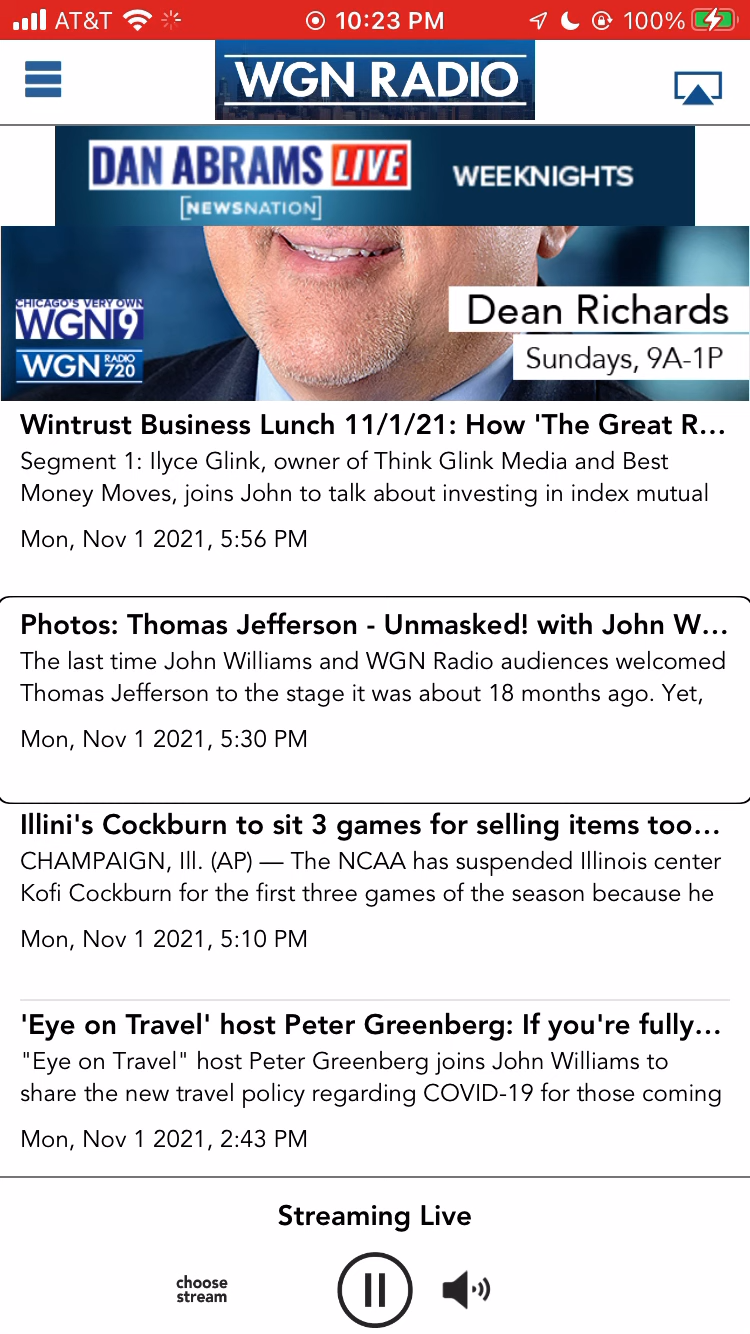 AT&T 10:23 PM 100%
WGN RADIO
DAN ABRAMS LIVE WEEKNIGHTS
[NEWSNATION]
CHICAGO'S VERY OWN
WGN9
WGN RADIO 720
Dean Richards
Sundays, 9A-1P
Wintrust Business Lunch 11/1/21: How 'The Great R...
Segment 1: Ilyce Glink, owner of Think Glink Media and Best
Money Moves, joins John to talk about investing in index mutual
Mon, Nov 1 2021, 5:56 PM
Photos: Thomas Jefferson - Unmasked! with John W...
The last time John Williams and WGN Radio audiences welcomed
Thomas Jefferson to the stage it was about 18 months ago. Yet,
Mon, Nov 1 2021, 5:30 PM
Illini's Cockburn to sit 3 games for selling items too...
CHAMPAIGN, Ill. (AP) — The NCAA has suspended Illinois center
Kofi Cockburn for the first three games of the season because he
Mon, Nov 1 2021, 5:10 PM
'Eye on Travel' host Peter Greenberg: If you're fully...
"Eye on Travel" host Peter Greenberg joins John Williams to
share the new travel policy regarding COVID-19 for those coming
Mon, Nov 1 2021, 2:43 PM
Streaming Live
choose
stream